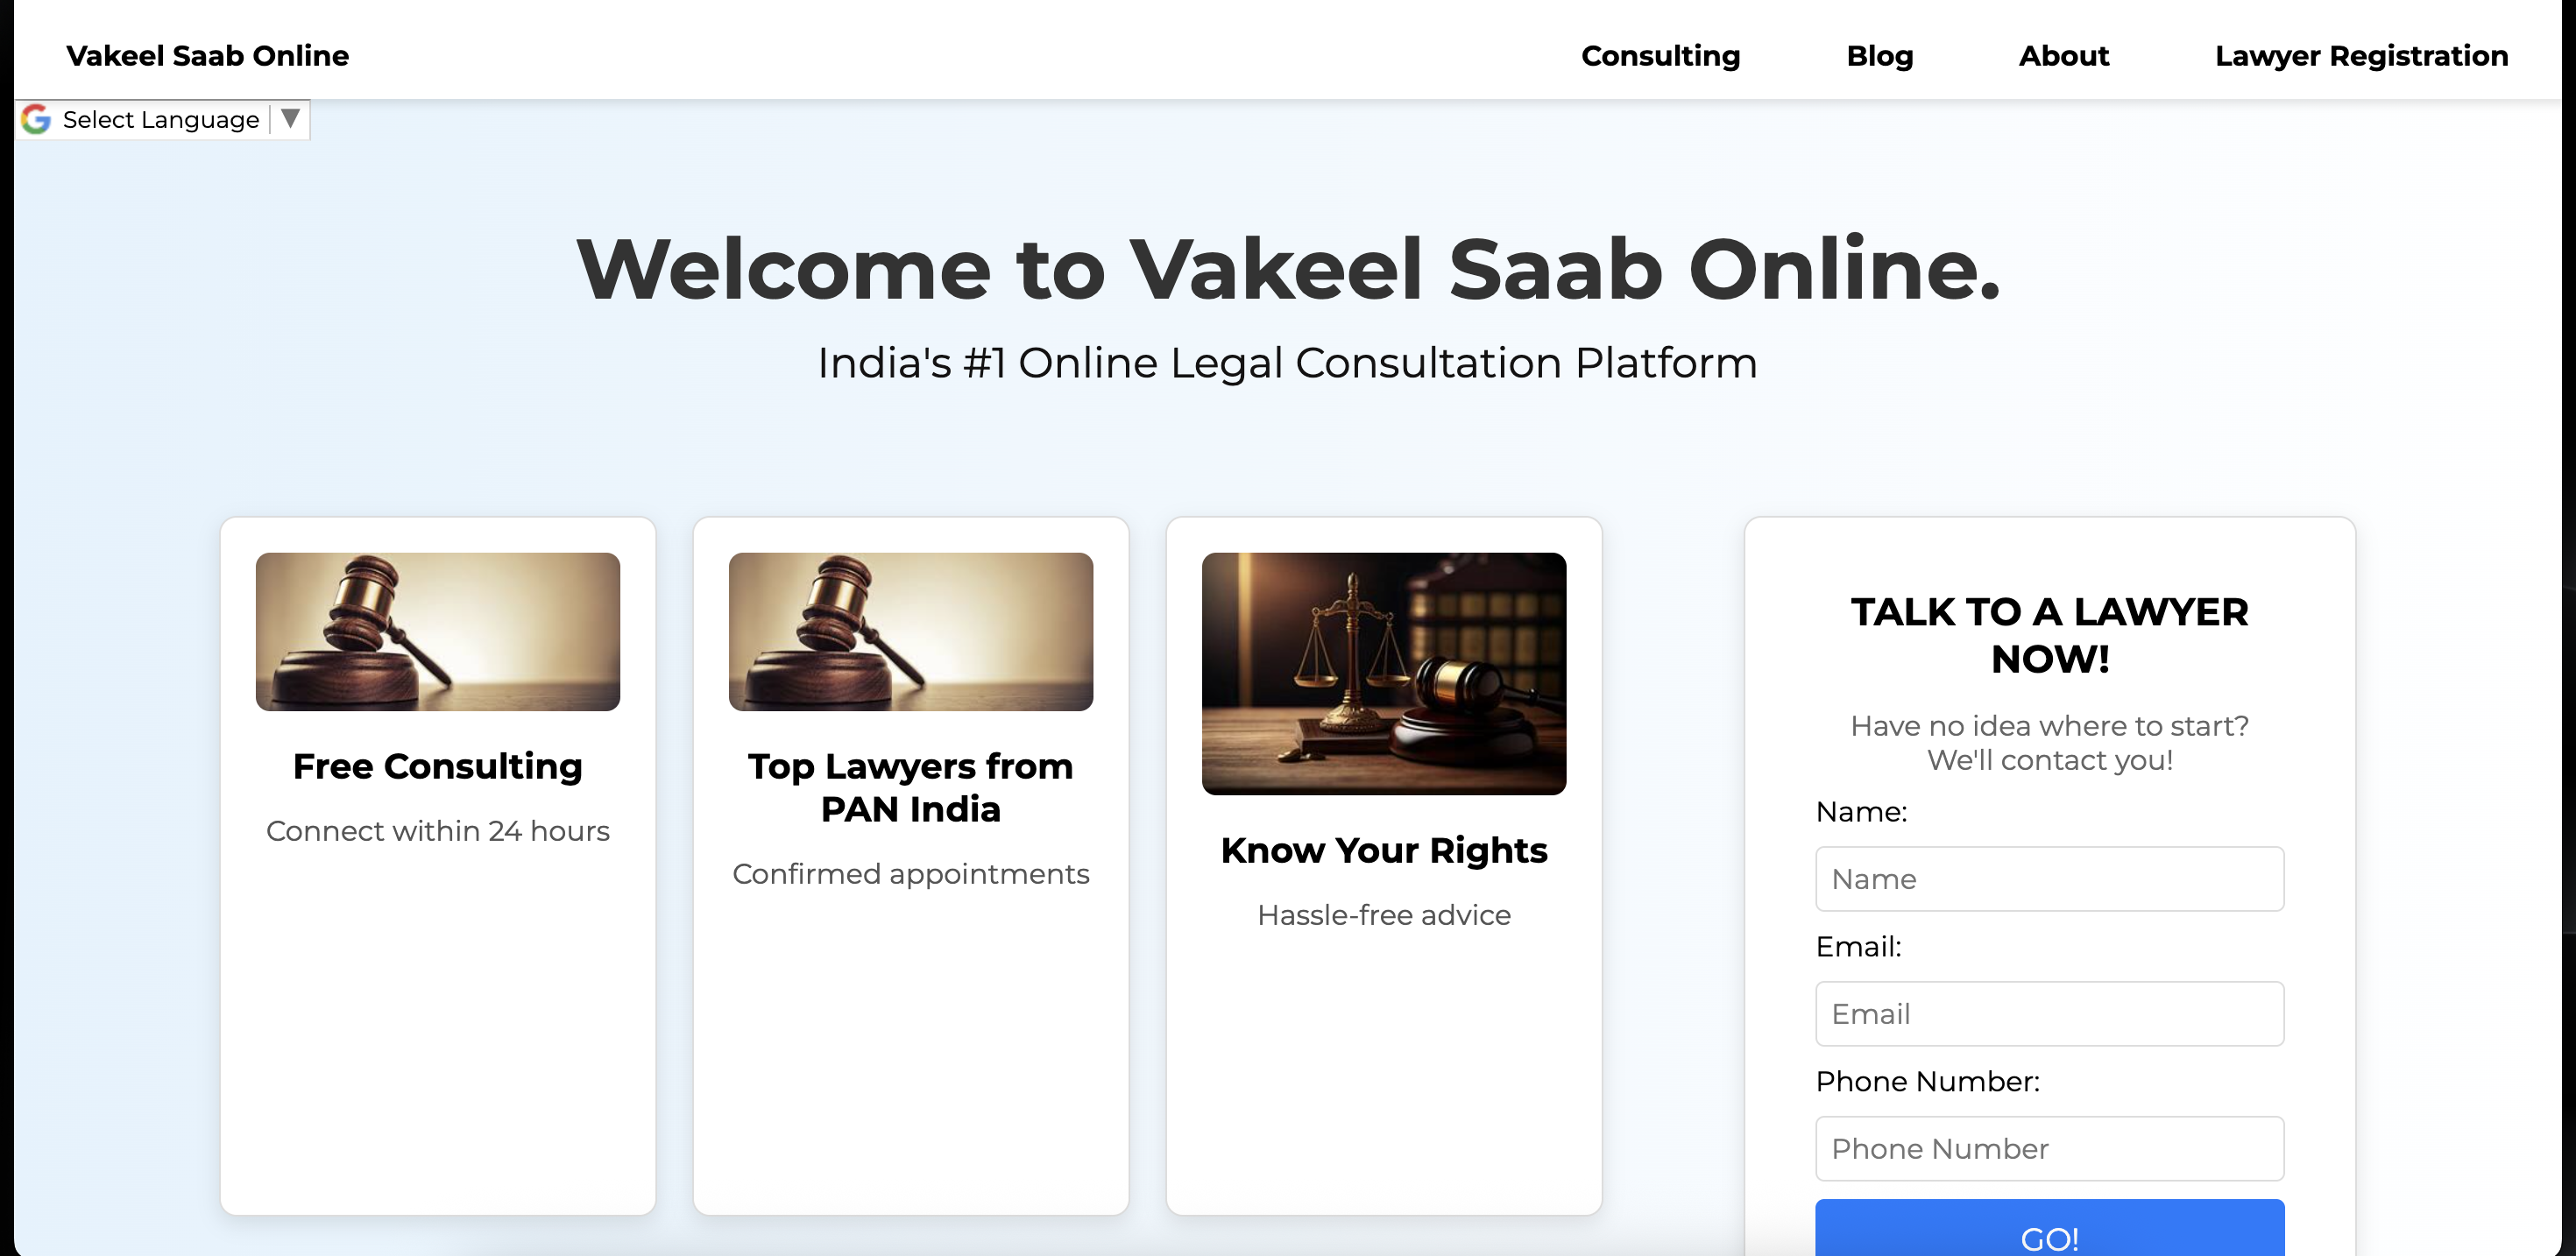 Vakeel Saab Online
Consulting
Blog
About
Lawyer Registration
Select Language
Welcome to Vakeel Saab Online.
India's #1 Online Legal Consultation Platform
Free Consulting
Connect within 24 hours
Top Lawyers from
PAN India
Confirmed appointments
Know Your Rights
Hassle-free advice
TALK TO A LAWYER
NOW!
Have no idea where to start?
We'll contact you!
Name:
Name
Email:
Email
Phone Number:
Phone Number
GO!